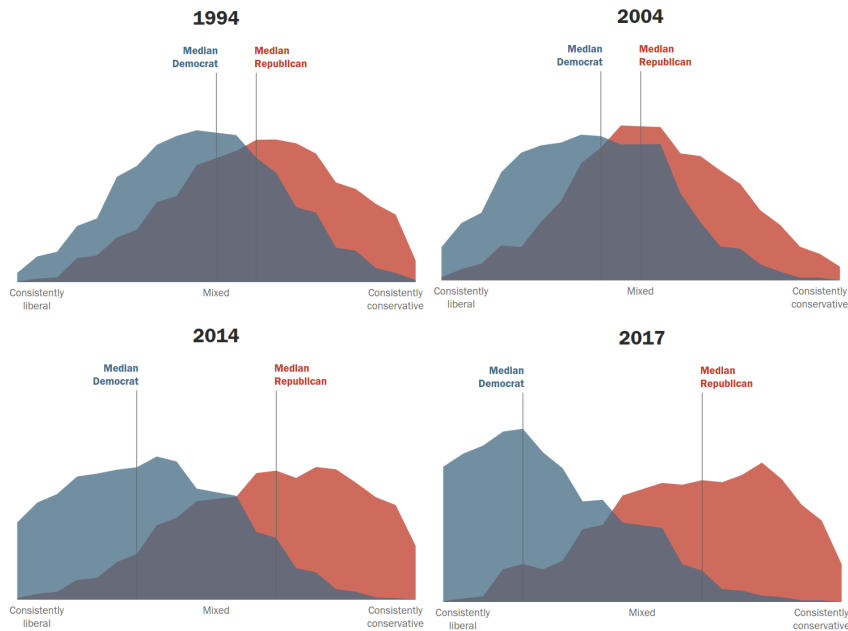 1994
Median
Democrat
Median
Republican
Consistently
liberal
Mixed
Consistently
conservative
2004
Median
Democrat
Median
Republican
Consistently
liberal
Mixed
Consistently
conservative
2014
Median
Democrat
Median
Republican
Consistently
liberal
Mixed
Consistently
conservative
2017
Median
Democrat
Median
Republican
Consistently
liberal
Mixed
Consistently
conservative